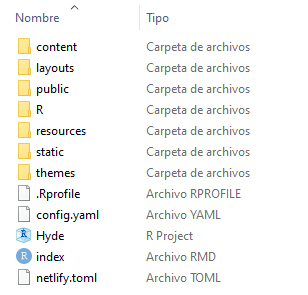 Nombre Tipo
content Carpeta de archivos
layouts Carpeta de archivos
public Carpeta de archivos
R Carpeta de archivos
resources Carpeta de archivos
static Carpeta de archivos
themes Carpeta de archivos
.Rprofile Archivo RPROFILE
config.yaml Archivo YAML
Hyde R Project
index Archivo RMD
netlify.toml Archivo TOML